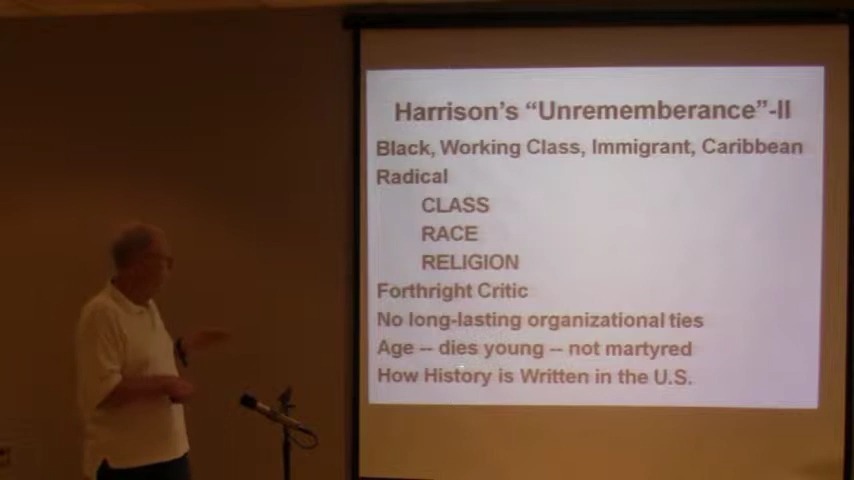 Harrison's "Unrememberance"-II
Black, Working Class, Immigrant, Caribbean
Radical
CLASS
RACE
RELIGION
Forthright Critic
No long-lasting organizational ties
Age -- dies young -- not martyred
How History is Written in the U.S.